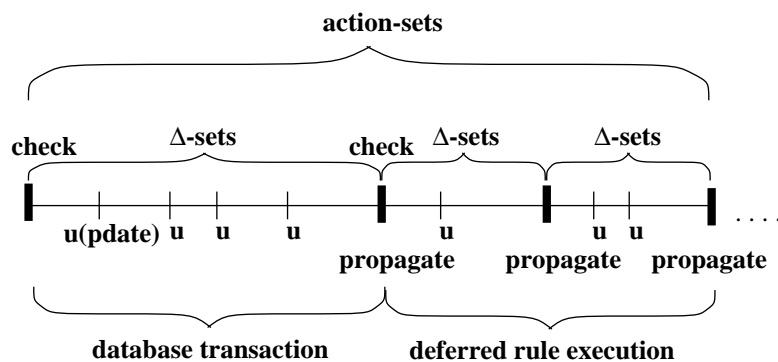 action-sets
check Δ-sets check Δ-sets Δ-sets
u(pdate) u u u u u u . . . .
propagate propagate propagate
database transaction deferred rule execution